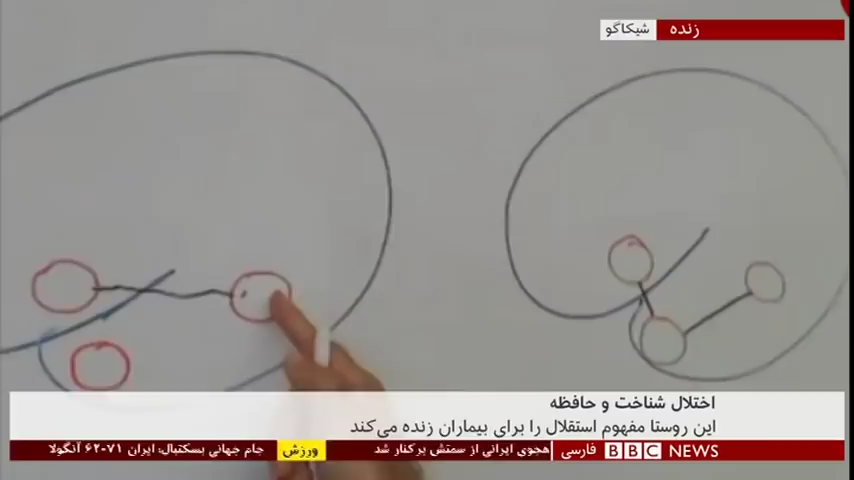 زنده
شیکاگو
اختلال شناخت و حافظه
این روستا مفهوم استقلال را برای بیماران زنده می‌کند
BBC NEWS فارسی
هجوی ایرانی از سمتش برکنار شد
ورزش
جام جهانی بسکتبال: ایران ۷۱-۶۲ آنگولا